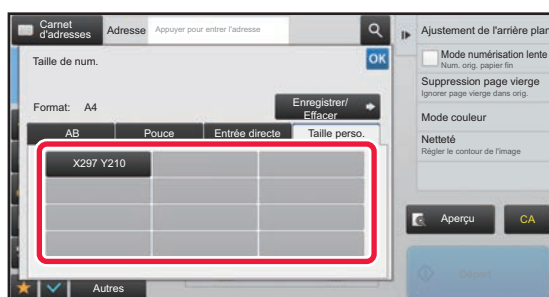 Carnet
d'adresses
Adresse
Appuyer pour entrer l'adresse
Taille de num.
OK
Format: A4
Enregistrer/
Effacer
AB
Pouce
Entrée directe
Taille perso.
X297 Y210
Autres
Ajustement de l'arrière plan
Mode numérisation lente
Num. orig. papier fin
Suppression page vierge
Ignorer page vierge dans orig.
Mode couleur
Netteté
Régler le contour de l'image
Aperçu
CA
Départ